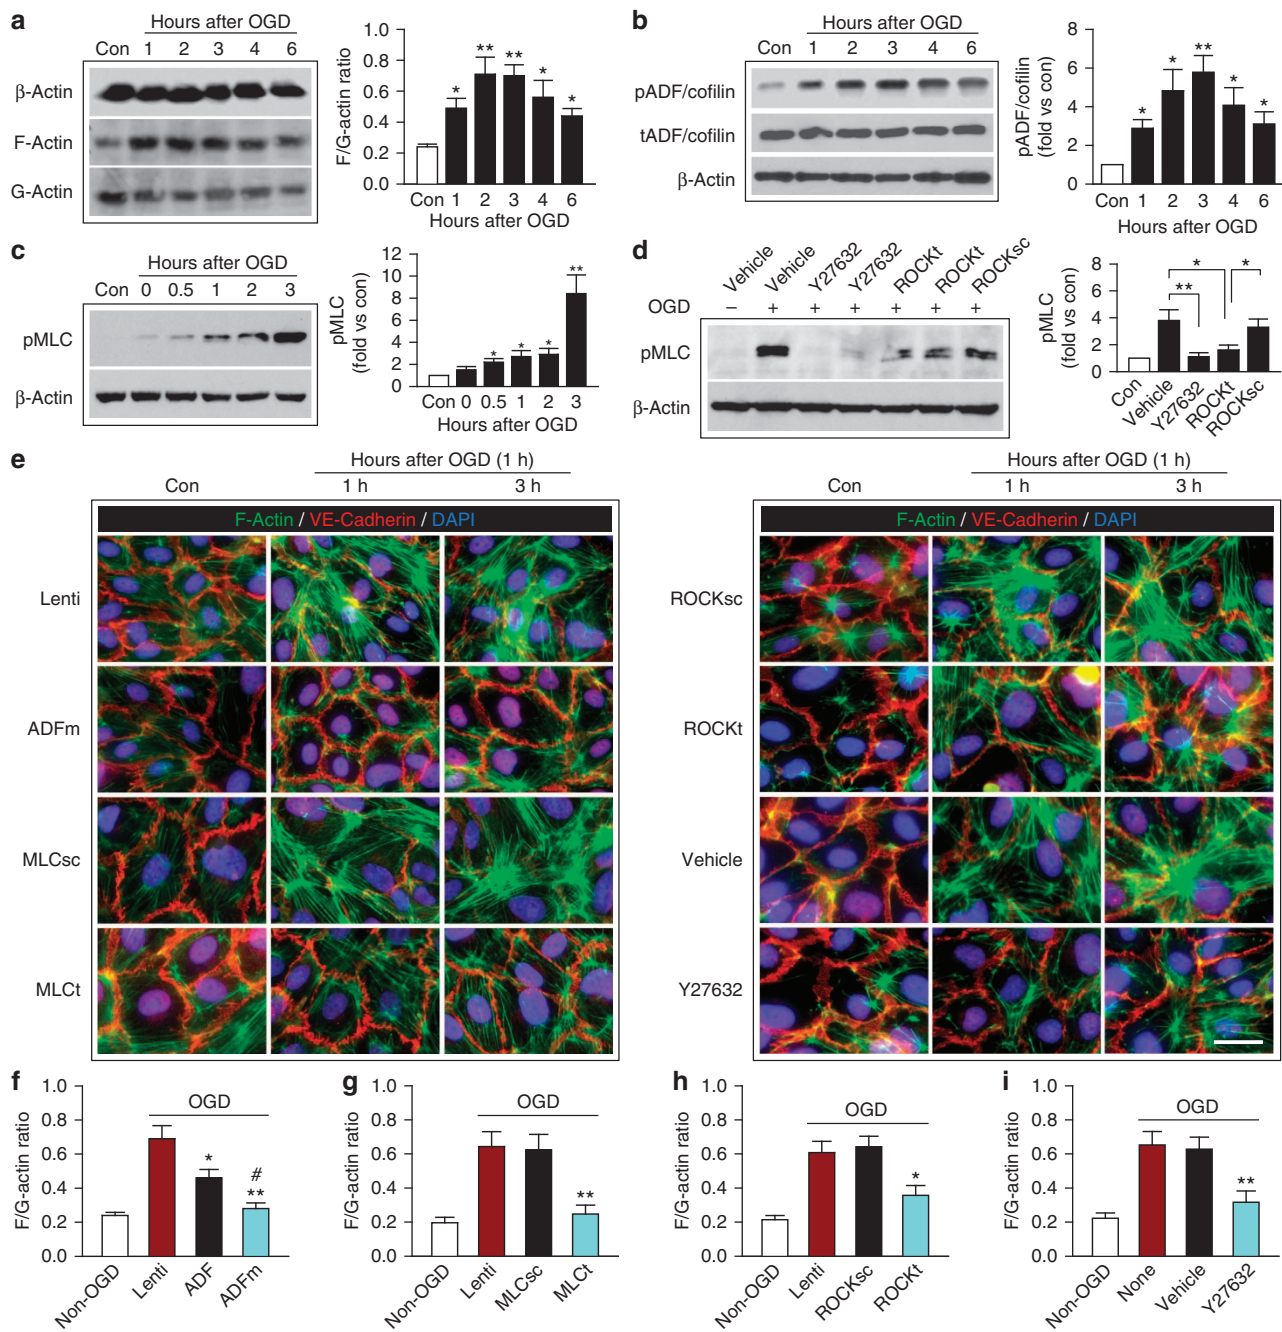 a
Hours after OGD
Con 1 2 3 4 6
β-Actin
F-Actin
G-Actin
F/G-actin ratio
1.0
0.8
0.6
0.4
0.2
0.0
* ** ** * *
Con 1 2 3 4 6
Hours after OGD
b
Hours after OGD
Con 1 2 3 4 6
pADF/cofilin
tADF/cofilin
β-Actin
pADF/cofilin
(fold vs con)
8
6
4
2
0
* * ** * *
Con 1 2 3 4 6
Hours after OGD
c
Hours after OGD
Con 0 0.5 1 2 3
pMLC
β-Actin
pMLC
(fold vs con)
12
10
8
6
4
2
0
* * * **
Con 0 0.5 1 2 3
Hours after OGD
d
Vehicle Vehicle Y27632 Y27632 ROCKt ROCKt ROCKsc
OGD − + + + + + +
pMLC
β-Actin
pMLC
(fold vs con)
8
6
4
2
0
* *
**
Con Vehicle Y27632 ROCKt ROCKsc
e
Hours after OGD (1 h)
Con 1 h 3 h
F-Actin / VE-Cadherin / DAPI
Lenti
ADFm
MLCsc
MLCt
Hours after OGD (1 h)
Con 1 h 3 h
F-Actin / VE-Cadherin / DAPI
ROCKsc
ROCKt
Vehicle
Y27632
f
F/G-actin ratio
1.0
0.8
0.6
0.4
0.2
0.0
OGD
#
* **
Non-OGD Lenti ADF ADFm
g
F/G-actin ratio
1.0
0.8
0.6
0.4
0.2
0.0
OGD
**
Non-OGD Lenti MLCsc MLCt
h
F/G-actin ratio
1.0
0.8
0.6
0.4
0.2
0.0
OGD
*
Non-OGD Lenti ROCKsc ROCKt
i
F/G-actin ratio
1.0
0.8
0.6
0.4
0.2
0.0
OGD
**
Non-OGD None Vehicle Y27632